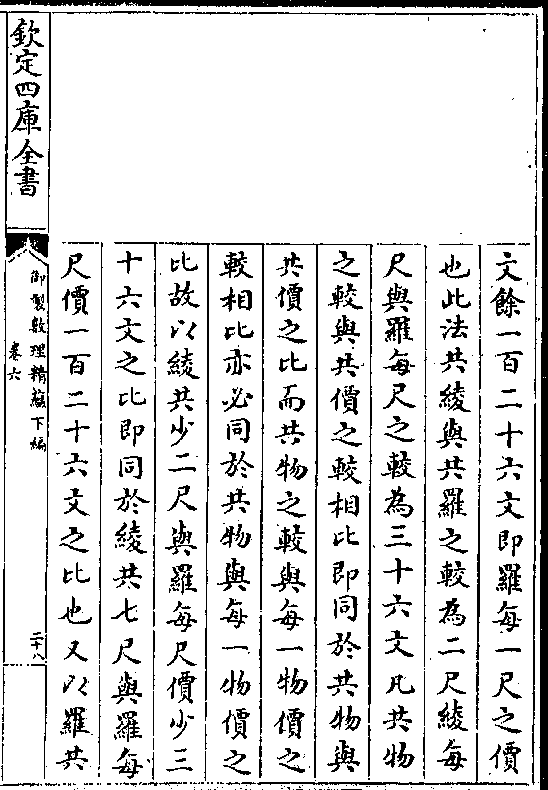 文餘一百二十六文即羅每一尺之價
也此法共綾與共羅之較為二尺綾每
尺與羅每尺之較為三十六文凡共物
之較與共價之較相比即同於共物與
共價之比而共物之較與每一物價之
較相比亦必同於共物與每一物價之
比故以綾共少二尺與羅每尺價少三
十六文之比即同於綾共七尺與羅每
尺價一百二十六文之比也又以羅共
欽定四庫全書
御製數理精蘊下編
卷六
二十八